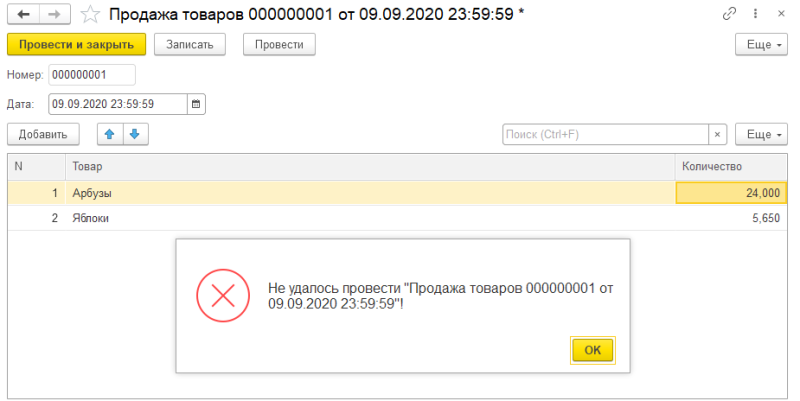 Продажа товаров 000000001 от 09.09.2020 23:59:59 *
Провести и закрыть Записать Провести Еще
Номер: 000000001
Дата: 09.09.2020 23:59:59
Добавить Поиск (Ctrl+F) × Еще
N Товар Количество
1 Арбузы 24,000
2 Яблоки 5,650
Не удалось провести "Продажа товаров 000000001 от
09.09.2020 23:59:59"!
OK